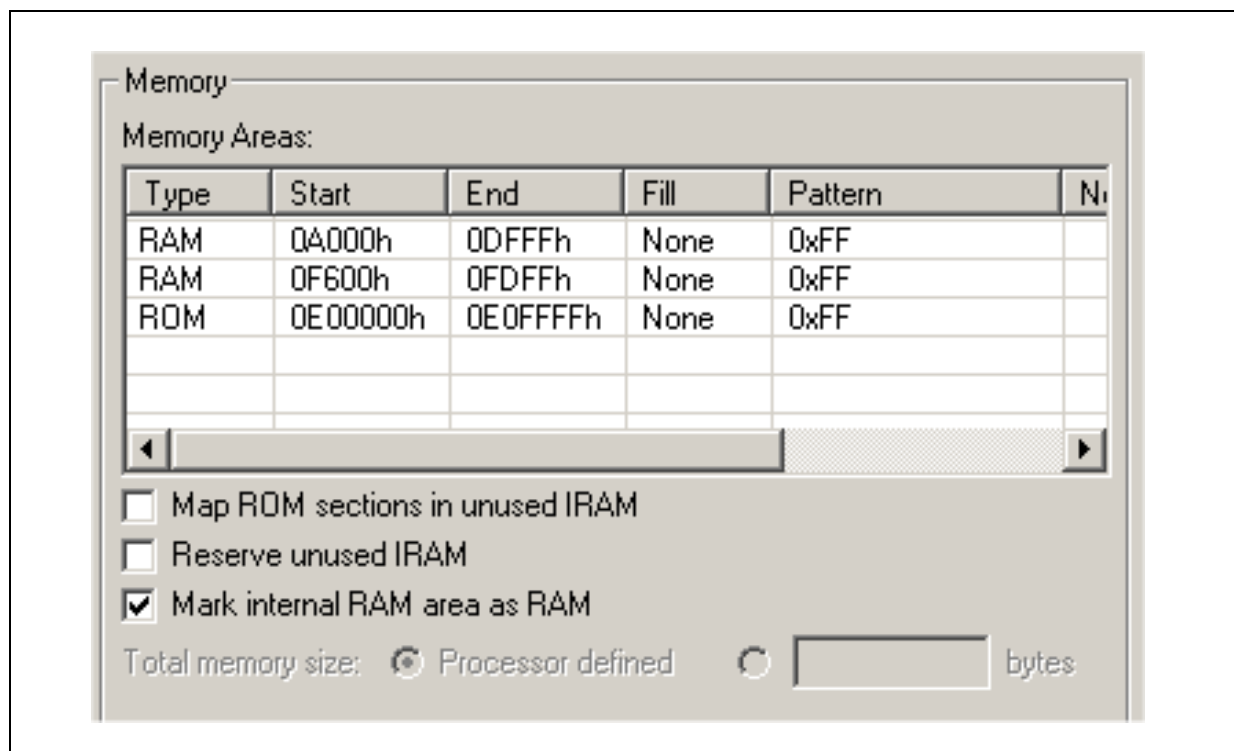 Memory
Memory Areas:
Type Start End Fill Pattern
RAM 0A000h 0DFFFh None 0xFF
RAM 0F600h 0FDFFh None 0xFF
ROM 0E00000h 0E0FFFFh None 0xFF
Map ROM sections in unused IRAM
Reserve unused IRAM
Mark internal RAM area as RAM
Total memory size: Processor defined bytes